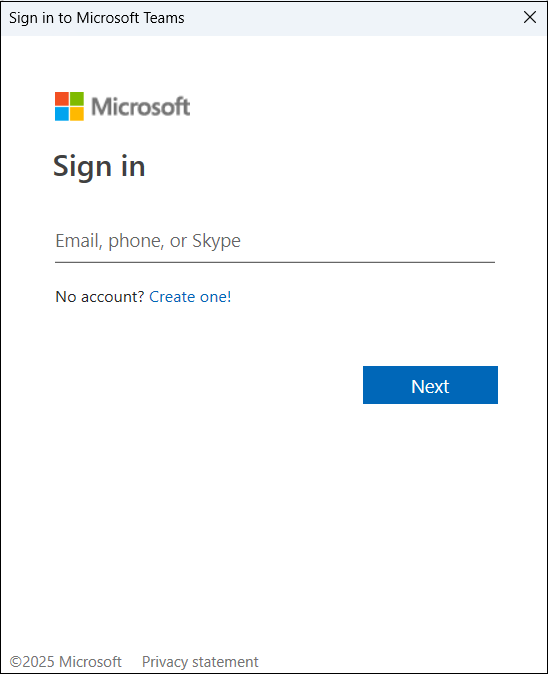 Sign in to Microsoft Teams
Microsoft
Sign in
Email, phone, or Skype
No account? Create one!
Next
©2025 Microsoft Privacy statement